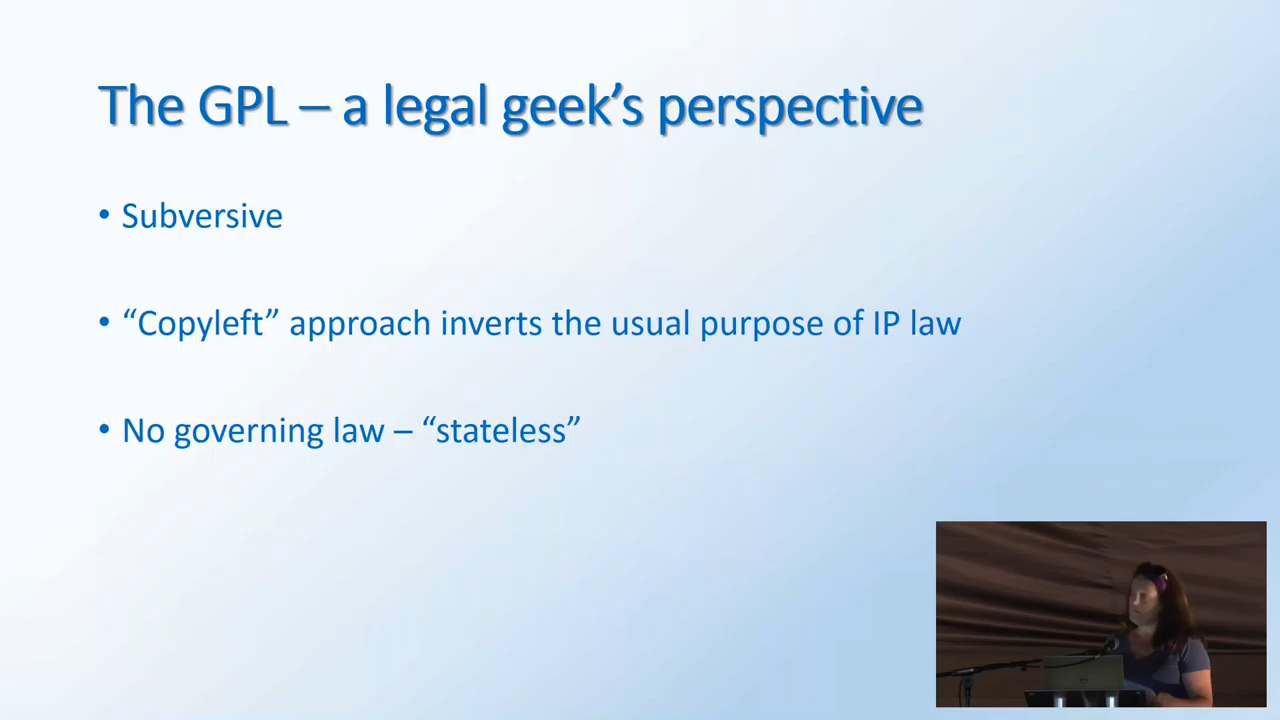 The GPL – a legal geek’s perspective
• Subversive
• “Copyleft” approach inverts the usual purpose of IP law
• No governing law – “stateless”